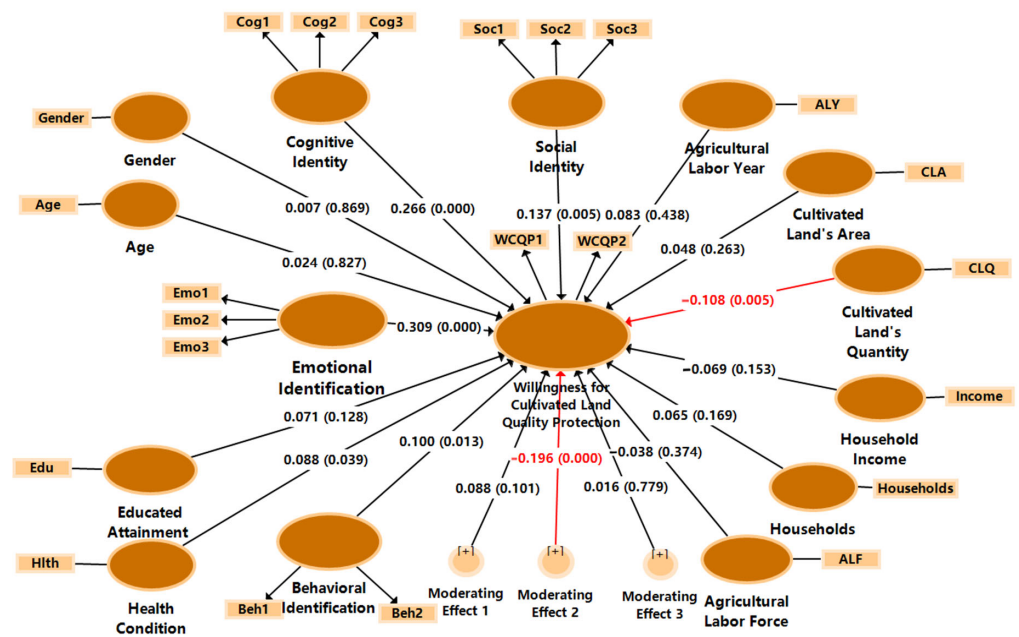 Cog1
Cog2
Cog3
Soc1
Soc2
Soc3
Gender
Gender
Cognitive
Identity
Social
Identity
ALY
Agricultural
Labor Year
Age
Age
CLA
Cultivated
Land's Area
0.007 (0.869)
0.266 (0.000)
0.137 (0.005)
0.083 (0.438)
0.048 (0.263)
WCQP1
WCQP2
0.024 (0.827)
CLQ
Cultivated
Land's
Quantity
−0.108 (0.005)
Emo1
Emo2
Emo3
0.309 (0.000)
Emotional
Identification
Willingness for
Cultivated Land
Quality Protection
−0.069 (0.153)
Income
Household
Income
0.071 (0.128)
0.065 (0.169)
0.100 (0.013)
0.088 (0.039)
−0.196 (0.000)
−0.038 (0.374)
0.088 (0.101)
0.016 (0.779)
Edu
Educated
Attainment
Households
Households
Hlth
Health
Condition
Behavioral
Identification
Beh1
Beh2
[+]
Moderating
Effect 1
[+]
Moderating
Effect 2
[+]
Moderating
Effect 3
ALF
Agricultural
Labor Force